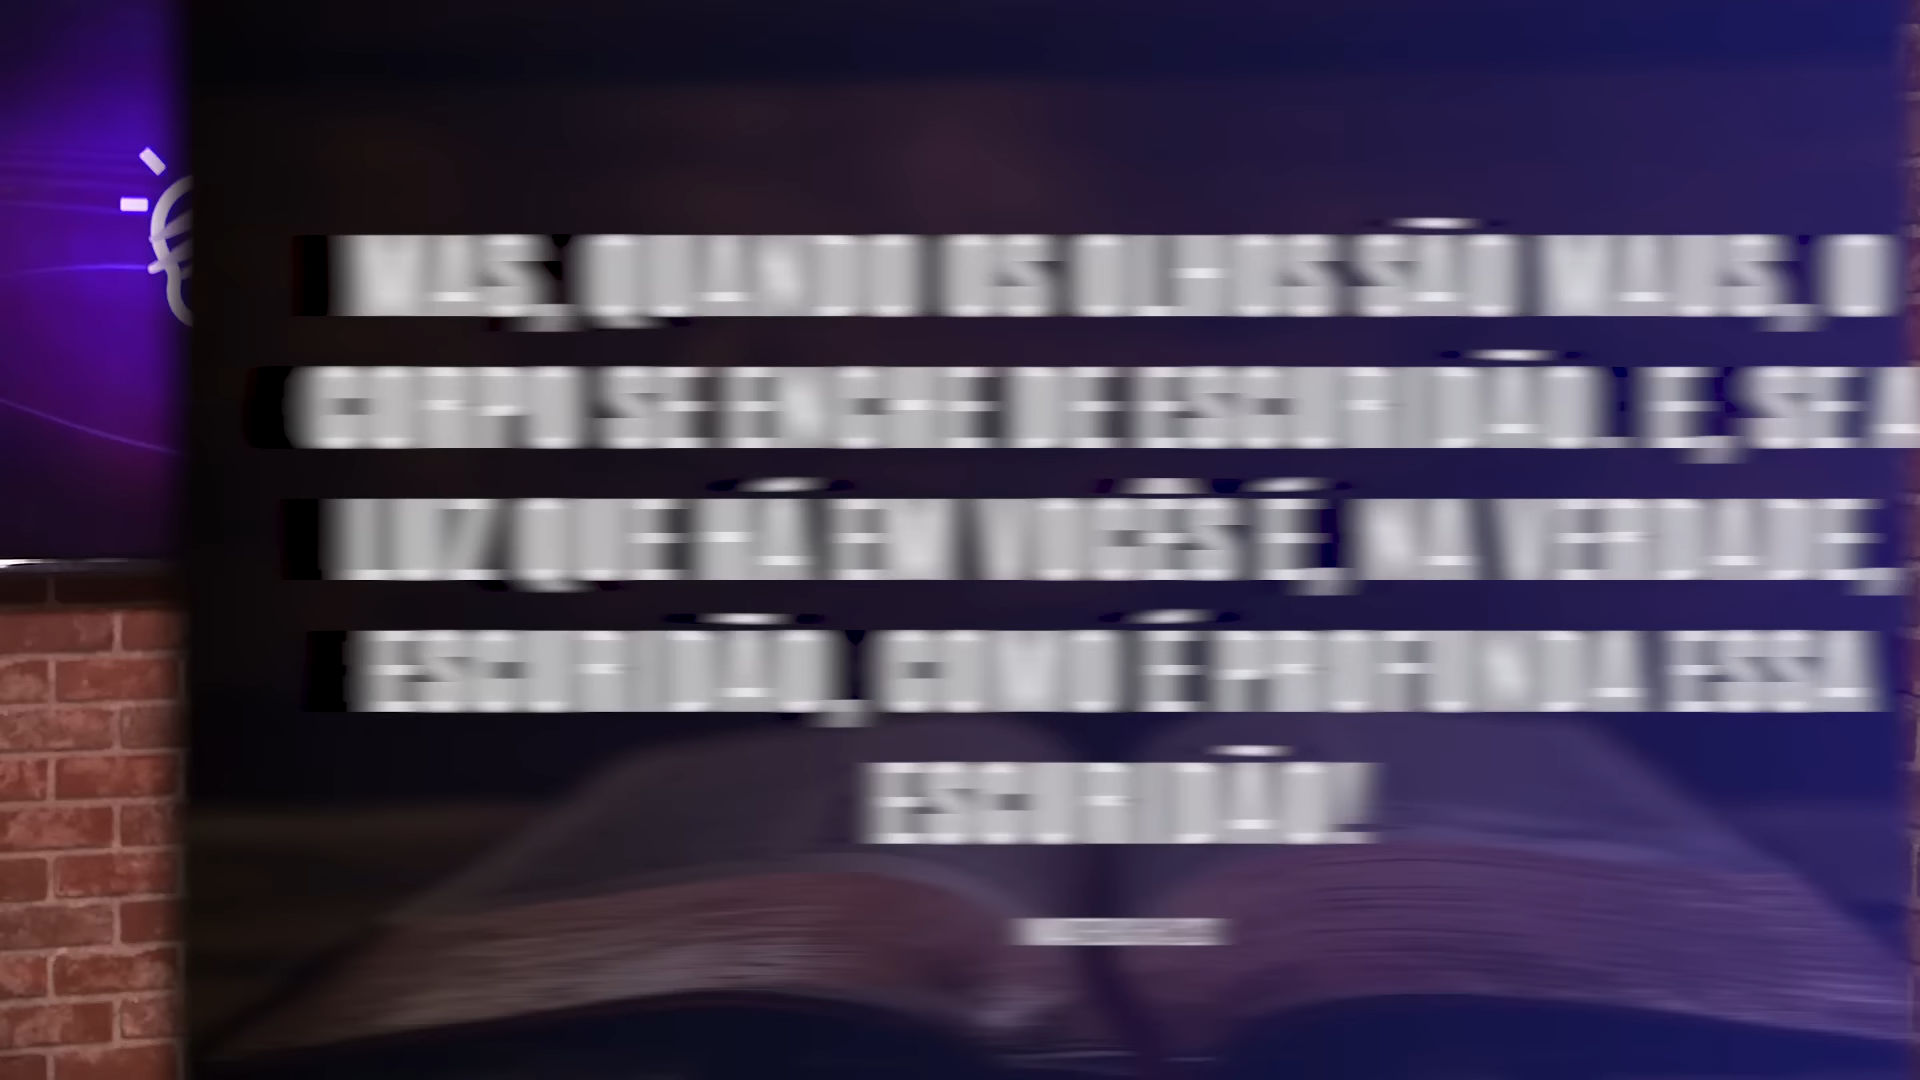 MAS, QUANDO OS OLHOS SÃO MAUS, O
CORPO SE ENCHE DE ESCURIDÃO. E, SE A
LUZ QUE HÁ EM VOCÊS É, NA VERDADE,
ESCURIDÃO, COMO É PROFUNDA ESSA
ESCURIDÃO!